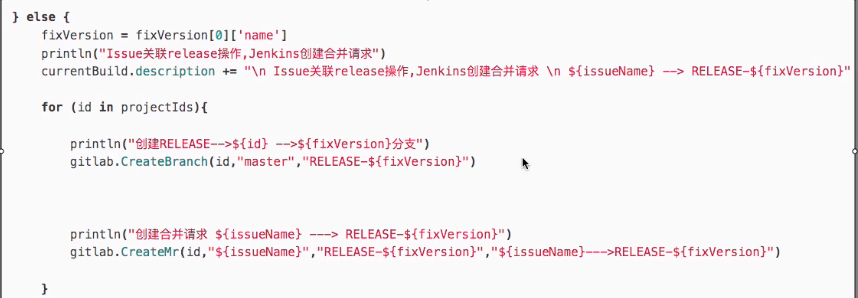 } else {
fixVersion = fixVersion[0]['name']
println("Issue关联release操作,Jenkins创建合并请求")
currentBuild.description += "\n Issue关联release操作,Jenkins创建合并请求 \n ${issueName} --> RELEASE-${fixVersion}"
for (id in projectIds){
println("创建RELEASE-->${id} -->${fixVersion}分支")
gitlab.CreateBranch(id,"master","RELEASE-${fixVersion}")
println("创建合并请求 ${issueName} ---> RELEASE-${fixVersion}")
gitlab.CreateMr(id,"${issueName}","RELEASE-${fixVersion}","${issueName}--->RELEASE-${fixVersion}")
}